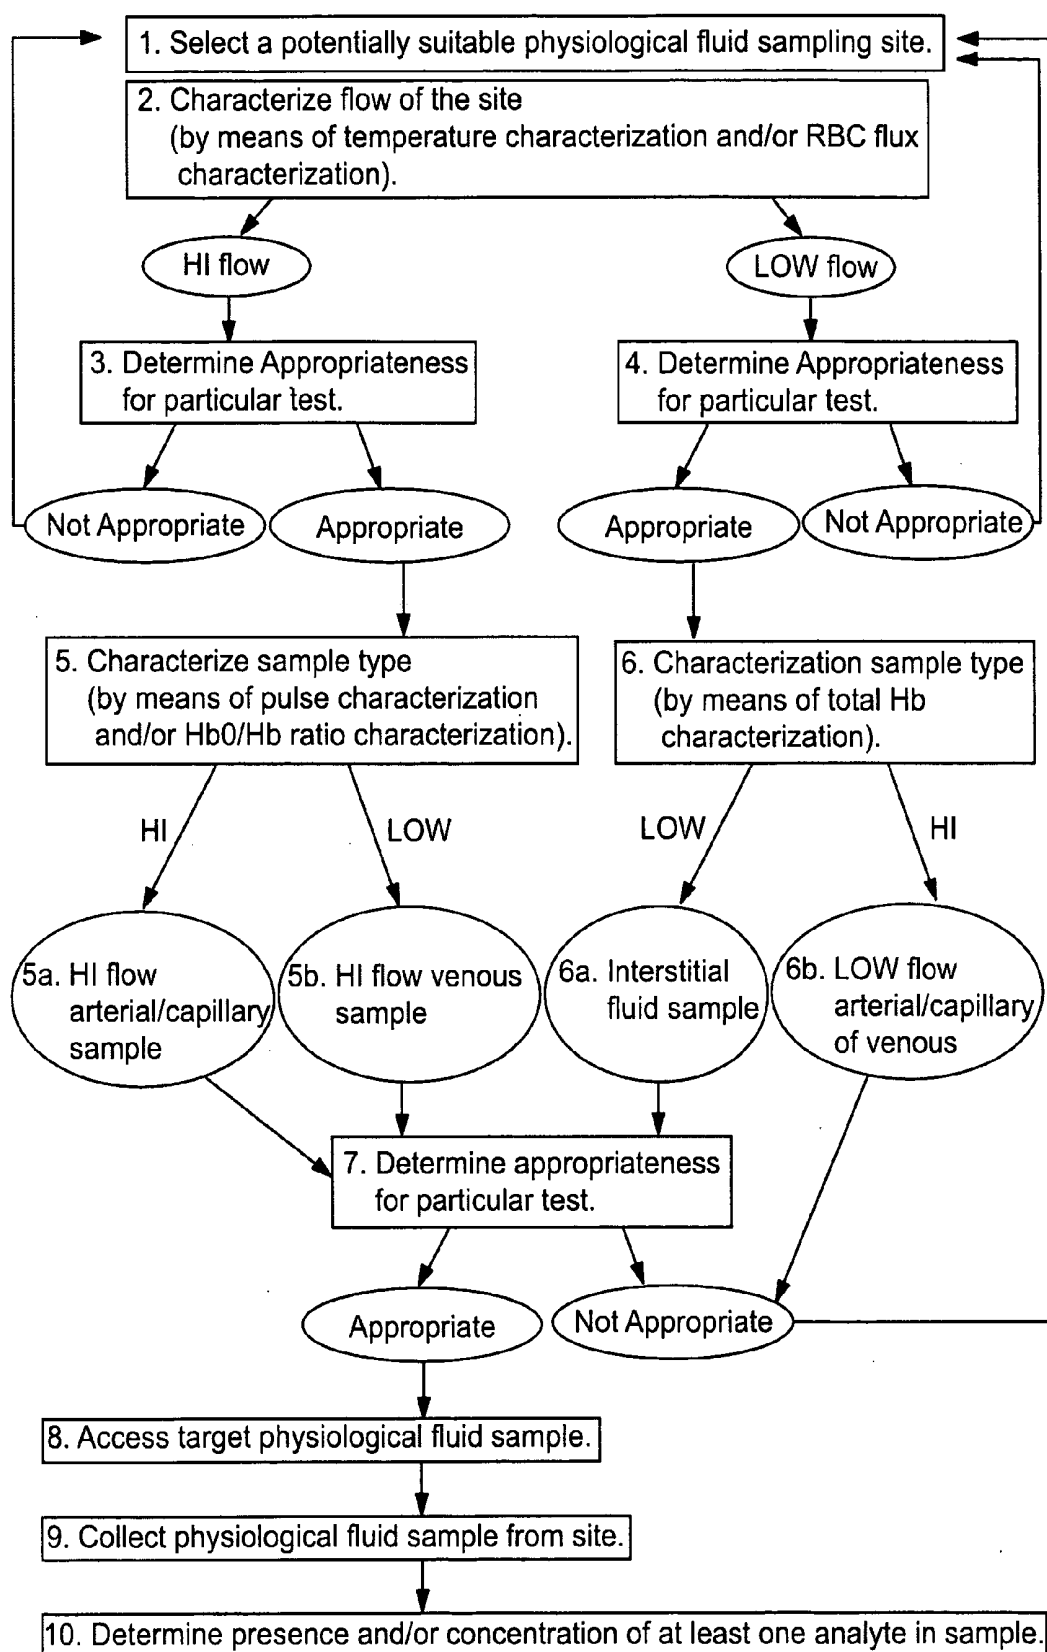 1. Select a potentially suitable physiological fluid sampling site.
2. Characterize flow of the site
(by means of temperature characterization and/or RBC flux
characterization).
HI flow
LOW flow
3. Determine Appropriateness
for particular test.
4. Determine Appropriateness
for particular test.
Not Appropriate
Appropriate
Appropriate
Not Appropriate
5. Characterize sample type
(by means of pulse characterization
and/or Hb0/Hb ratio characterization).
6. Characterization sample type
(by means of total Hb
characterization).
HI
LOW
LOW
HI
5a. HI flow
arterial/capillary
sample
5b. HI flow venous
sample
6a. Interstitial
fluid sample
6b. LOW flow
arterial/capillary
of venous
7. Determine appropriateness
for particular test.
Appropriate
Not Appropriate
8. Access target physiological fluid sample.
9. Collect physiological fluid sample from site.
10. Determine presence and/or concentration of at least one analyte in sample.